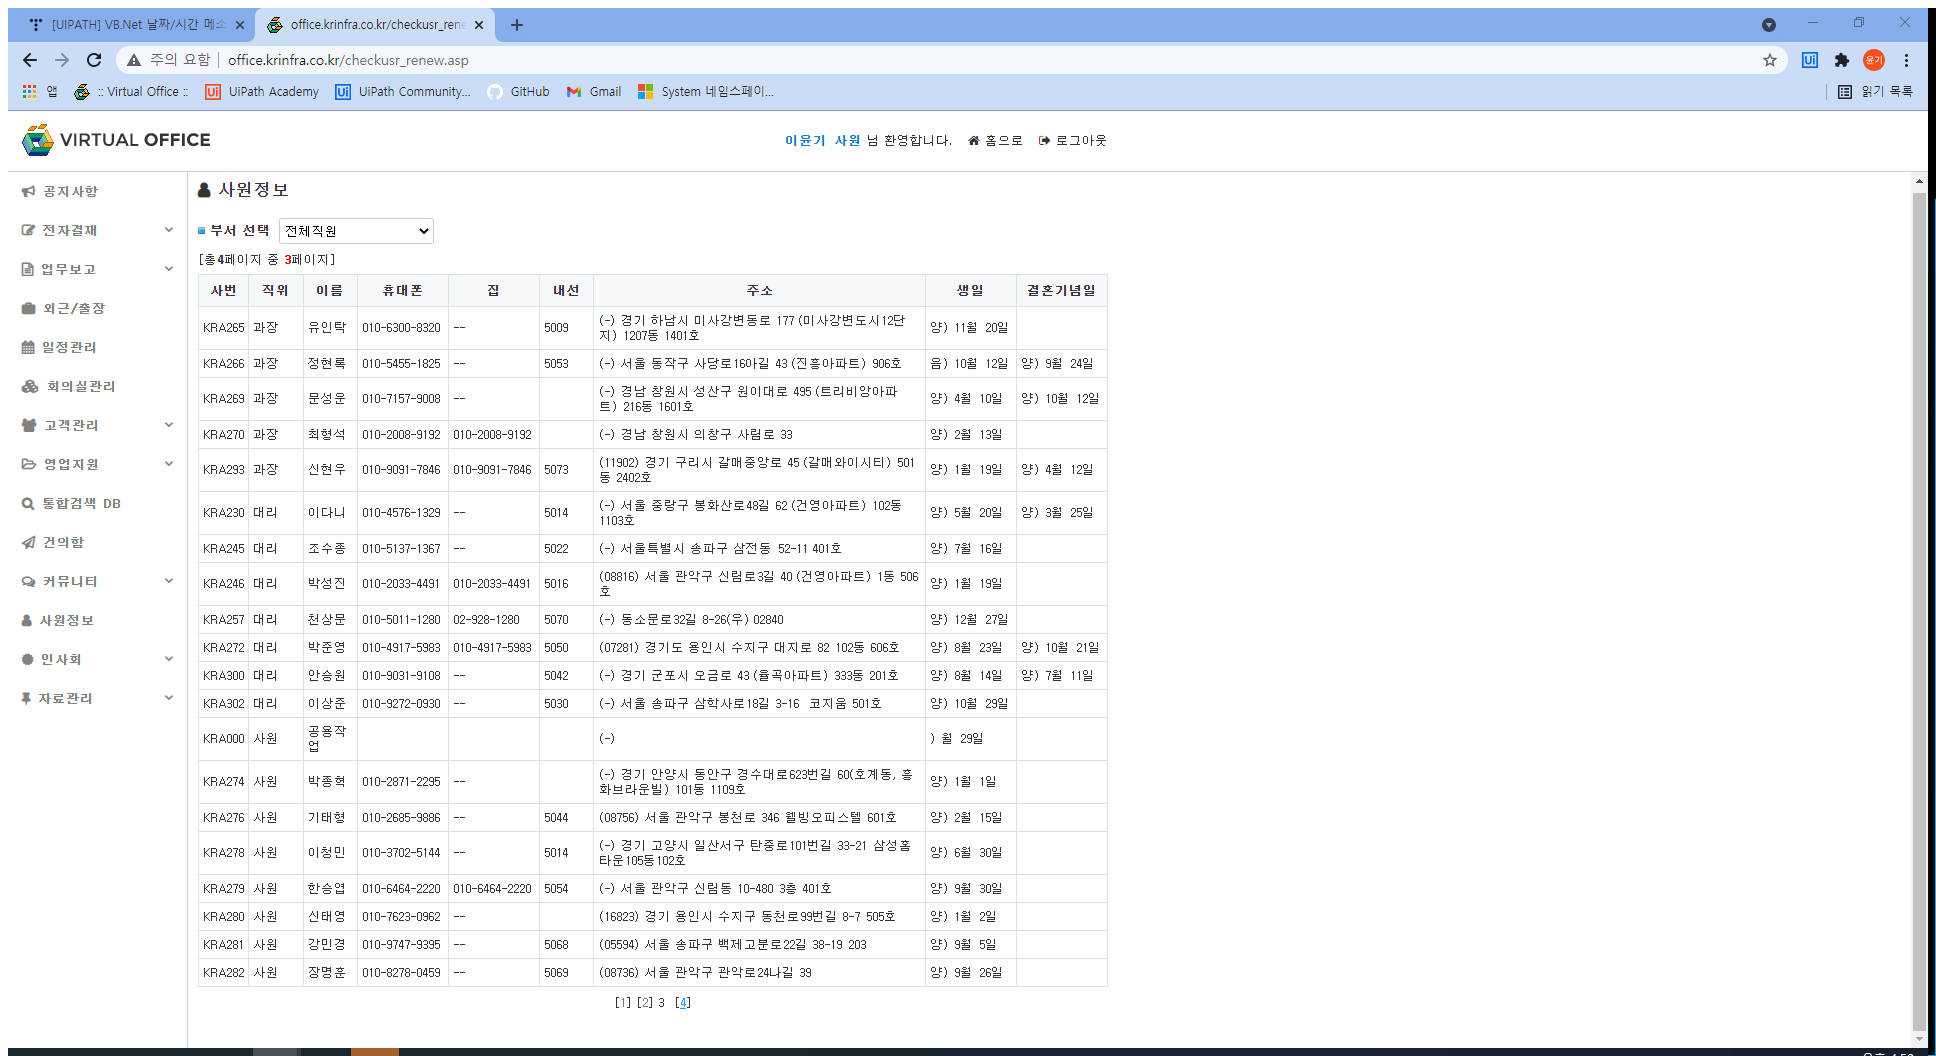 [UIPATH] VB.Net 날짜/시간 메소
office.krinfra.co.kr/checkusr_rene
주의 요함 office.krinfra.co.kr/checkusr_renew.asp
Ui 윤기
앱 :: Virtual Office :: UiPath Academy UiPath Community... GitHub Gmail System 네임스페이... 읽기 목록
VIRTUAL OFFICE
이윤기 사원 님 환영합니다. 홈으로 로그아웃
공지사항
전자결재
업무보고
외근/출장
일정관리
회의실관리
고객관리
영업지원
통합검색 DB
건의함
커뮤니티
사원정보
인사회
자료관리
사원정보
부서 선택 전체직원
[총4페이지 중 3페이지]
사번 직위 이름 휴대폰 집 내선 주소 생일 결혼기념일
KRA265 과장 유인탁 010-6300-8320 -- 5009 (-) 경기 하남시 미사강변동로 177 (미사강변도시12단
지) 1207동 1401호 양) 11월 20일
KRA266 과장 정현록 010-5455-1825 -- 5053 (-) 서울 동작구 사당로16아길 43 (진흥아파트) 906호 음) 10월 12일 양) 9월 24일
KRA269 과장 문성운 010-7157-9008 -- (-) 경남 창원시 성산구 원이대로 495 (트리비앙아파
트) 216동 1601호 양) 4월 10일 양) 10월 12일
KRA270 과장 최형석 010-2008-9192 010-2008-9192 (-) 경남 창원시 의창구 사림로 33 양) 2월 13일
KRA293 과장 신현우 010-9091-7846 010-9091-7846 5073 (11902) 경기 구리시 갈매중앙로 45 (갈매와이시티) 501
동 2402호 양) 1월 19일 양) 4월 12일
KRA230 대리 이다니 010-4576-1329 -- 5014 (-) 서울 중랑구 봉화산로48길 62 (건영아파트) 102동
1103호 양) 5월 20일 양) 3월 25일
KRA245 대리 조수종 010-5137-1367 -- 5022 (-) 서울특별시 송파구 삼전동 52-11 401호 양) 7월 16일
KRA246 대리 박성진 010-2033-4491 010-2033-4491 5016 (08816) 서울 관악구 신림로3길 40 (건영아파트) 1동 506
호 양) 1월 19일
KRA257 대리 천상문 010-5011-1280 02-928-1280 5070 (-) 동소문로32길 8-26(우) 02840 양) 12월 27일
KRA272 대리 박준영 010-4917-5983 010-4917-5983 5050 (07281) 경기도 용인시 수지구 대지로 82 102동 606호 양) 8월 23일 양) 10월 21일
KRA300 대리 안승원 010-9031-9108 -- 5042 (-) 경기 군포시 오금로 43 (율곡아파트) 333동 201호 양) 8월 14일 양) 7월 11일
KRA302 대리 이상준 010-9272-0930 -- 5030 (-) 서울 송파구 삼학사로18길 3-16 코지움 501호 양) 10월 29일
KRA000 사원 공용작
업 (-) ) 월 29일
KRA274 사원 박종혁 010-2871-2295 -- (-) 경기 안양시 동안구 경수대로623번길 60(호계동, 흥
화브라운빌) 101동 1109호 양) 1월 1일
KRA276 사원 기태형 010-2685-9886 5044 (08756) 서울 관악구 봉천로 346 웰빙오피스텔 601호 양) 2월 15일
KRA278 사원 이청민 010-3702-5144 -- 5014 (-) 경기 고양시 일산서구 탄중로101번길 33-21 삼성홈
타운105동102호 양) 6월 30일
KRA279 사원 한승엽 010-6464-2220 010-6464-2220 5054 (-) 서울 관악구 신림동 10-480 3층 401호 양) 9월 30일
KRA280 사원 신태영 010-7623-0962 -- (16823) 경기 용인시 수지구 동천로99번길 8-7 505호 양) 1월 2일
KRA281 사원 강민경 010-9747-9395 -- 5068 (05594) 서울 송파구 백제고분로22길 38-19 203 양) 9월 5일
KRA282 사원 장명훈 010-8278-0459 -- 5069 (08736) 서울 관악구 관악로24나길 39 양) 9월 26일
[1] [2] 3 [4]